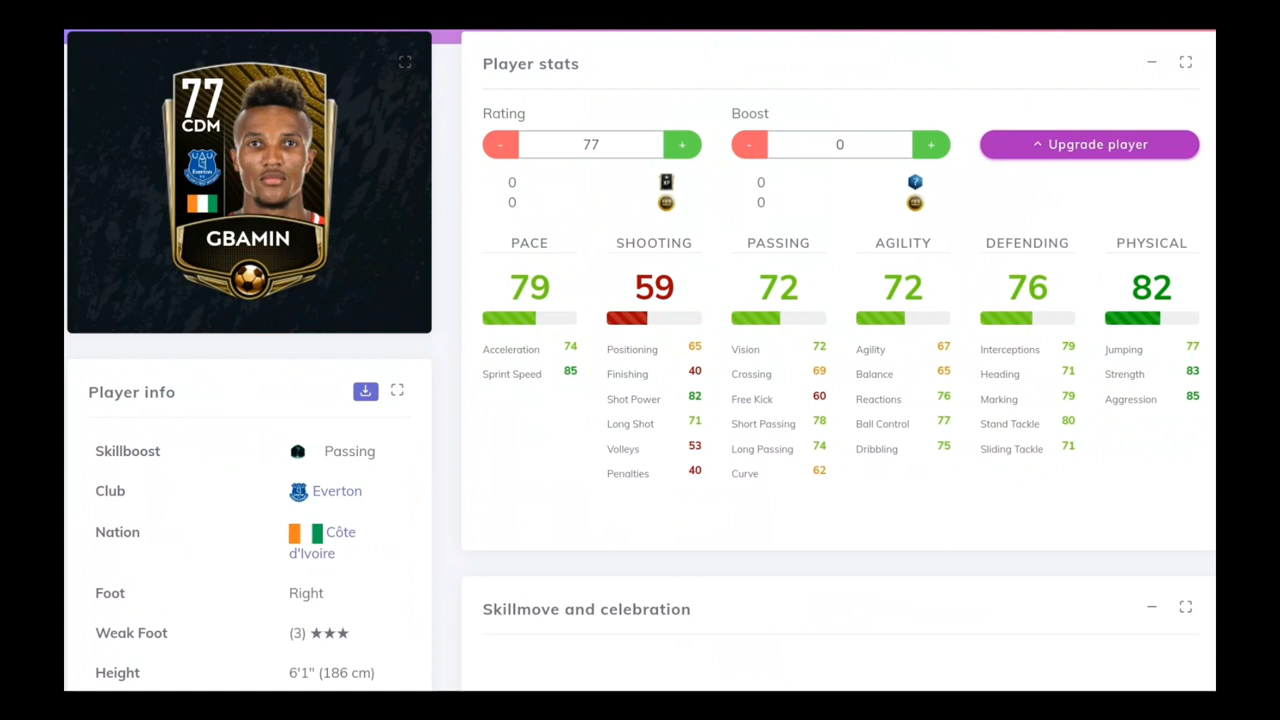 77
CDM
Everton
GBAMIN
Player info
Skillboost Passing
Club Everton
Nation Côte
d'Ivoire
Foot Right
Weak Foot (3) ★★★
Height 6'1" (186 cm)
Player stats
Rating Boost
- 77 + - 0 + ^ Upgrade player
0 0
0 0
PACE SHOOTING PASSING AGILITY DEFENDING PHYSICAL
79 59 72 72 76 82
Acceleration 74 Positioning 65 Vision 72 Agility 67 Interceptions 79 Jumping 77
Sprint Speed 85 Finishing 40 Crossing 69 Balance 65 Heading 71 Strength 83
Shot Power 82 Free Kick 60 Reactions 76 Marking 79 Aggression 85
Long Shot 71 Short Passing 78 Ball Control 77 Stand Tackle 80
Volleys 53 Long Passing 74 Dribbling 75 Sliding Tackle 71
Penalties 40 Curve 62
Skillmove and celebration